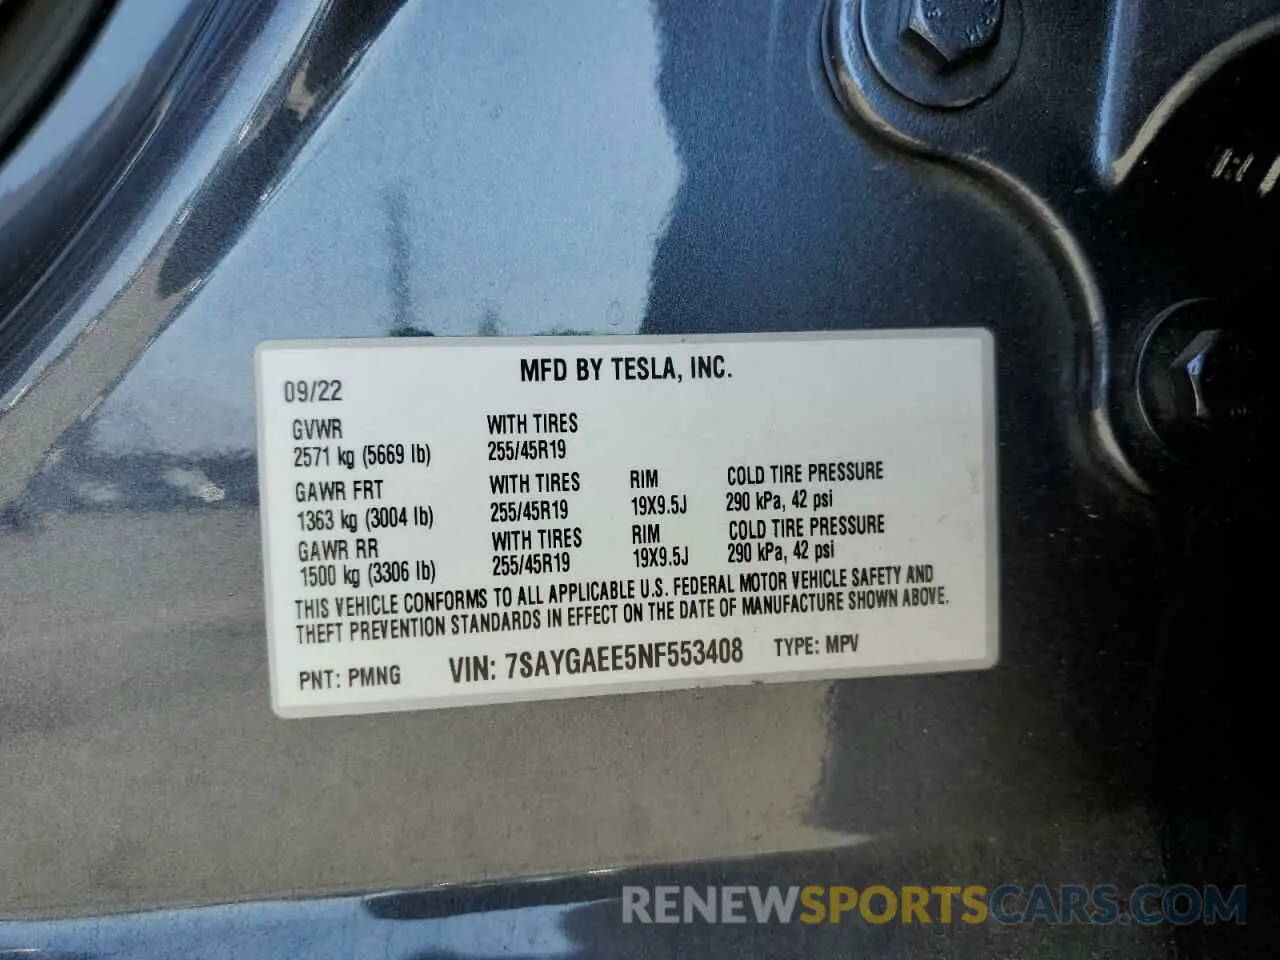 MFD BY TESLA, INC.
09/22
GVWR WITH TIRES
2571 kg (5669 lb) 255/45R19
GAWR FRT WITH TIRES RIM COLD TIRE PRESSURE
1363 kg (3004 lb) 255/45R19 19X9.5J 290 kPa, 42 psi
GAWR RR WITH TIRES RIM COLD TIRE PRESSURE
1500 kg (3306 lb) 255/45R19 19X9.5J 290 kPa, 42 psi
THIS VEHICLE CONFORMS TO ALL APPLICABLE U.S. FEDERAL MOTOR VEHICLE SAFETY AND
THEFT PREVENTION STANDARDS IN EFFECT ON THE DATE OF MANUFACTURE SHOWN ABOVE.
PNT: PMNG VIN: 7SAYGAEE5NF553408 TYPE: MPV
RENEWSPORTSCARS.COM